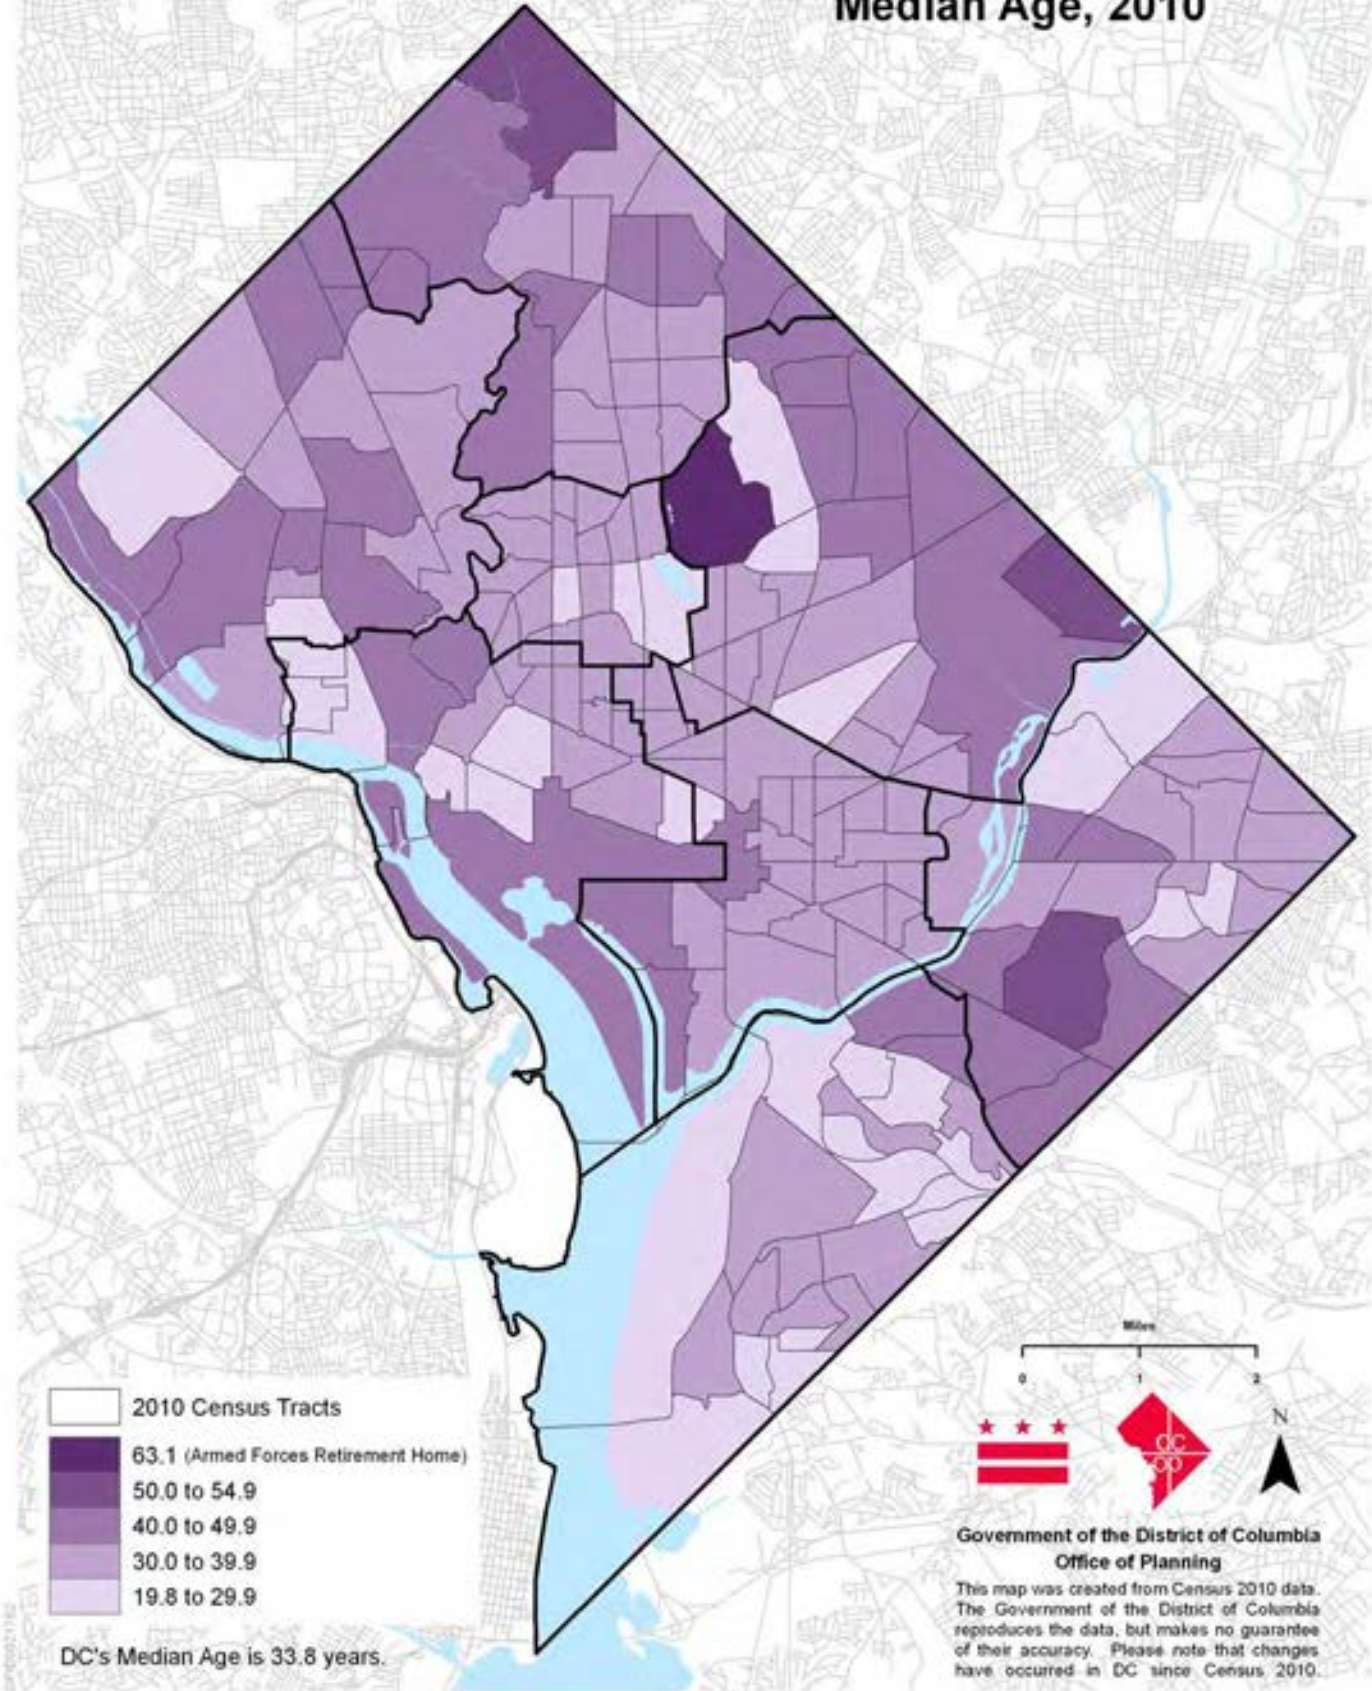 Median Age, 2010
2010 Census Tracts
63.1 (Armed Forces Retirement Home)
50.0 to 54.9
40.0 to 49.9
30.0 to 39.9
19.8 to 29.9
DC's Median Age is 33.8 years.
Miles
0 1 2
N
dc
op
Government of the District of Columbia
Office of Planning
This map was created from Census 2010 data.
The Government of the District of Columbia
reproduces the data, but makes no guarantee
of their accuracy. Please note that changes
have occurred in DC since Census 2010.